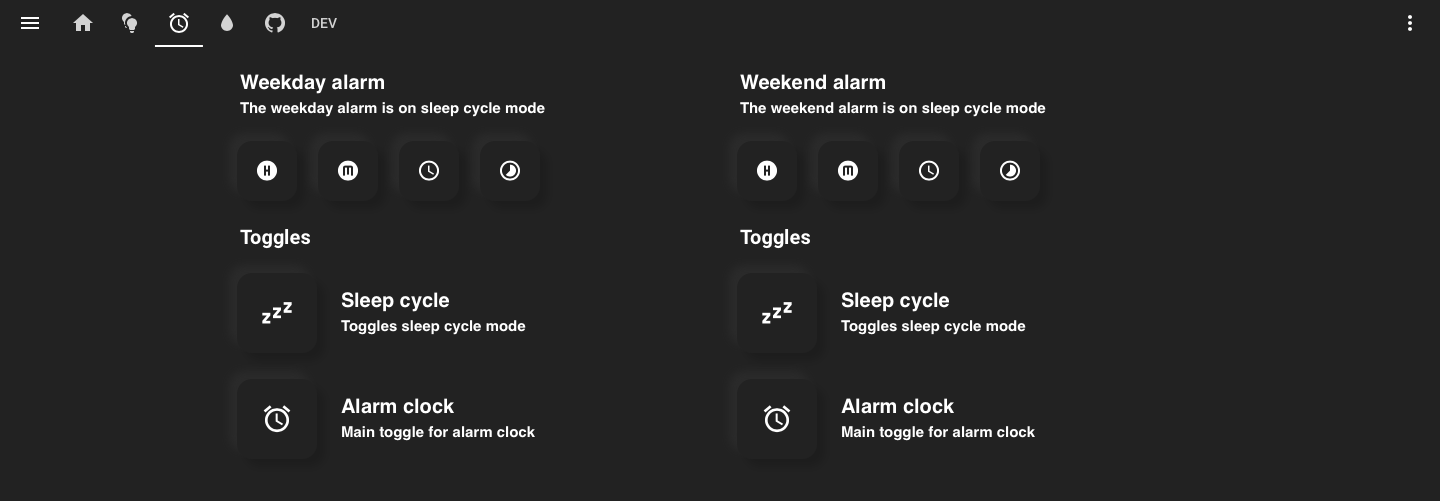 DEV
Weekday alarm
The weekday alarm is on sleep cycle mode
H
M
Toggles
zzz
Sleep cycle
Toggles sleep cycle mode
Alarm clock
Main toggle for alarm clock
Weekend alarm
The weekend alarm is on sleep cycle mode
H
M
Toggles
zzz
Sleep cycle
Toggles sleep cycle mode
Alarm clock
Main toggle for alarm clock